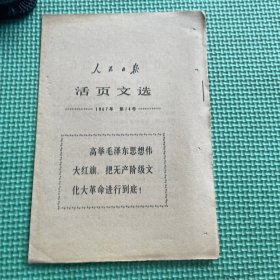 人民日报
活页文选
1967年 第14号
高举毛泽东思想伟
大红旗，把无产阶级文
化大革命进行到底！